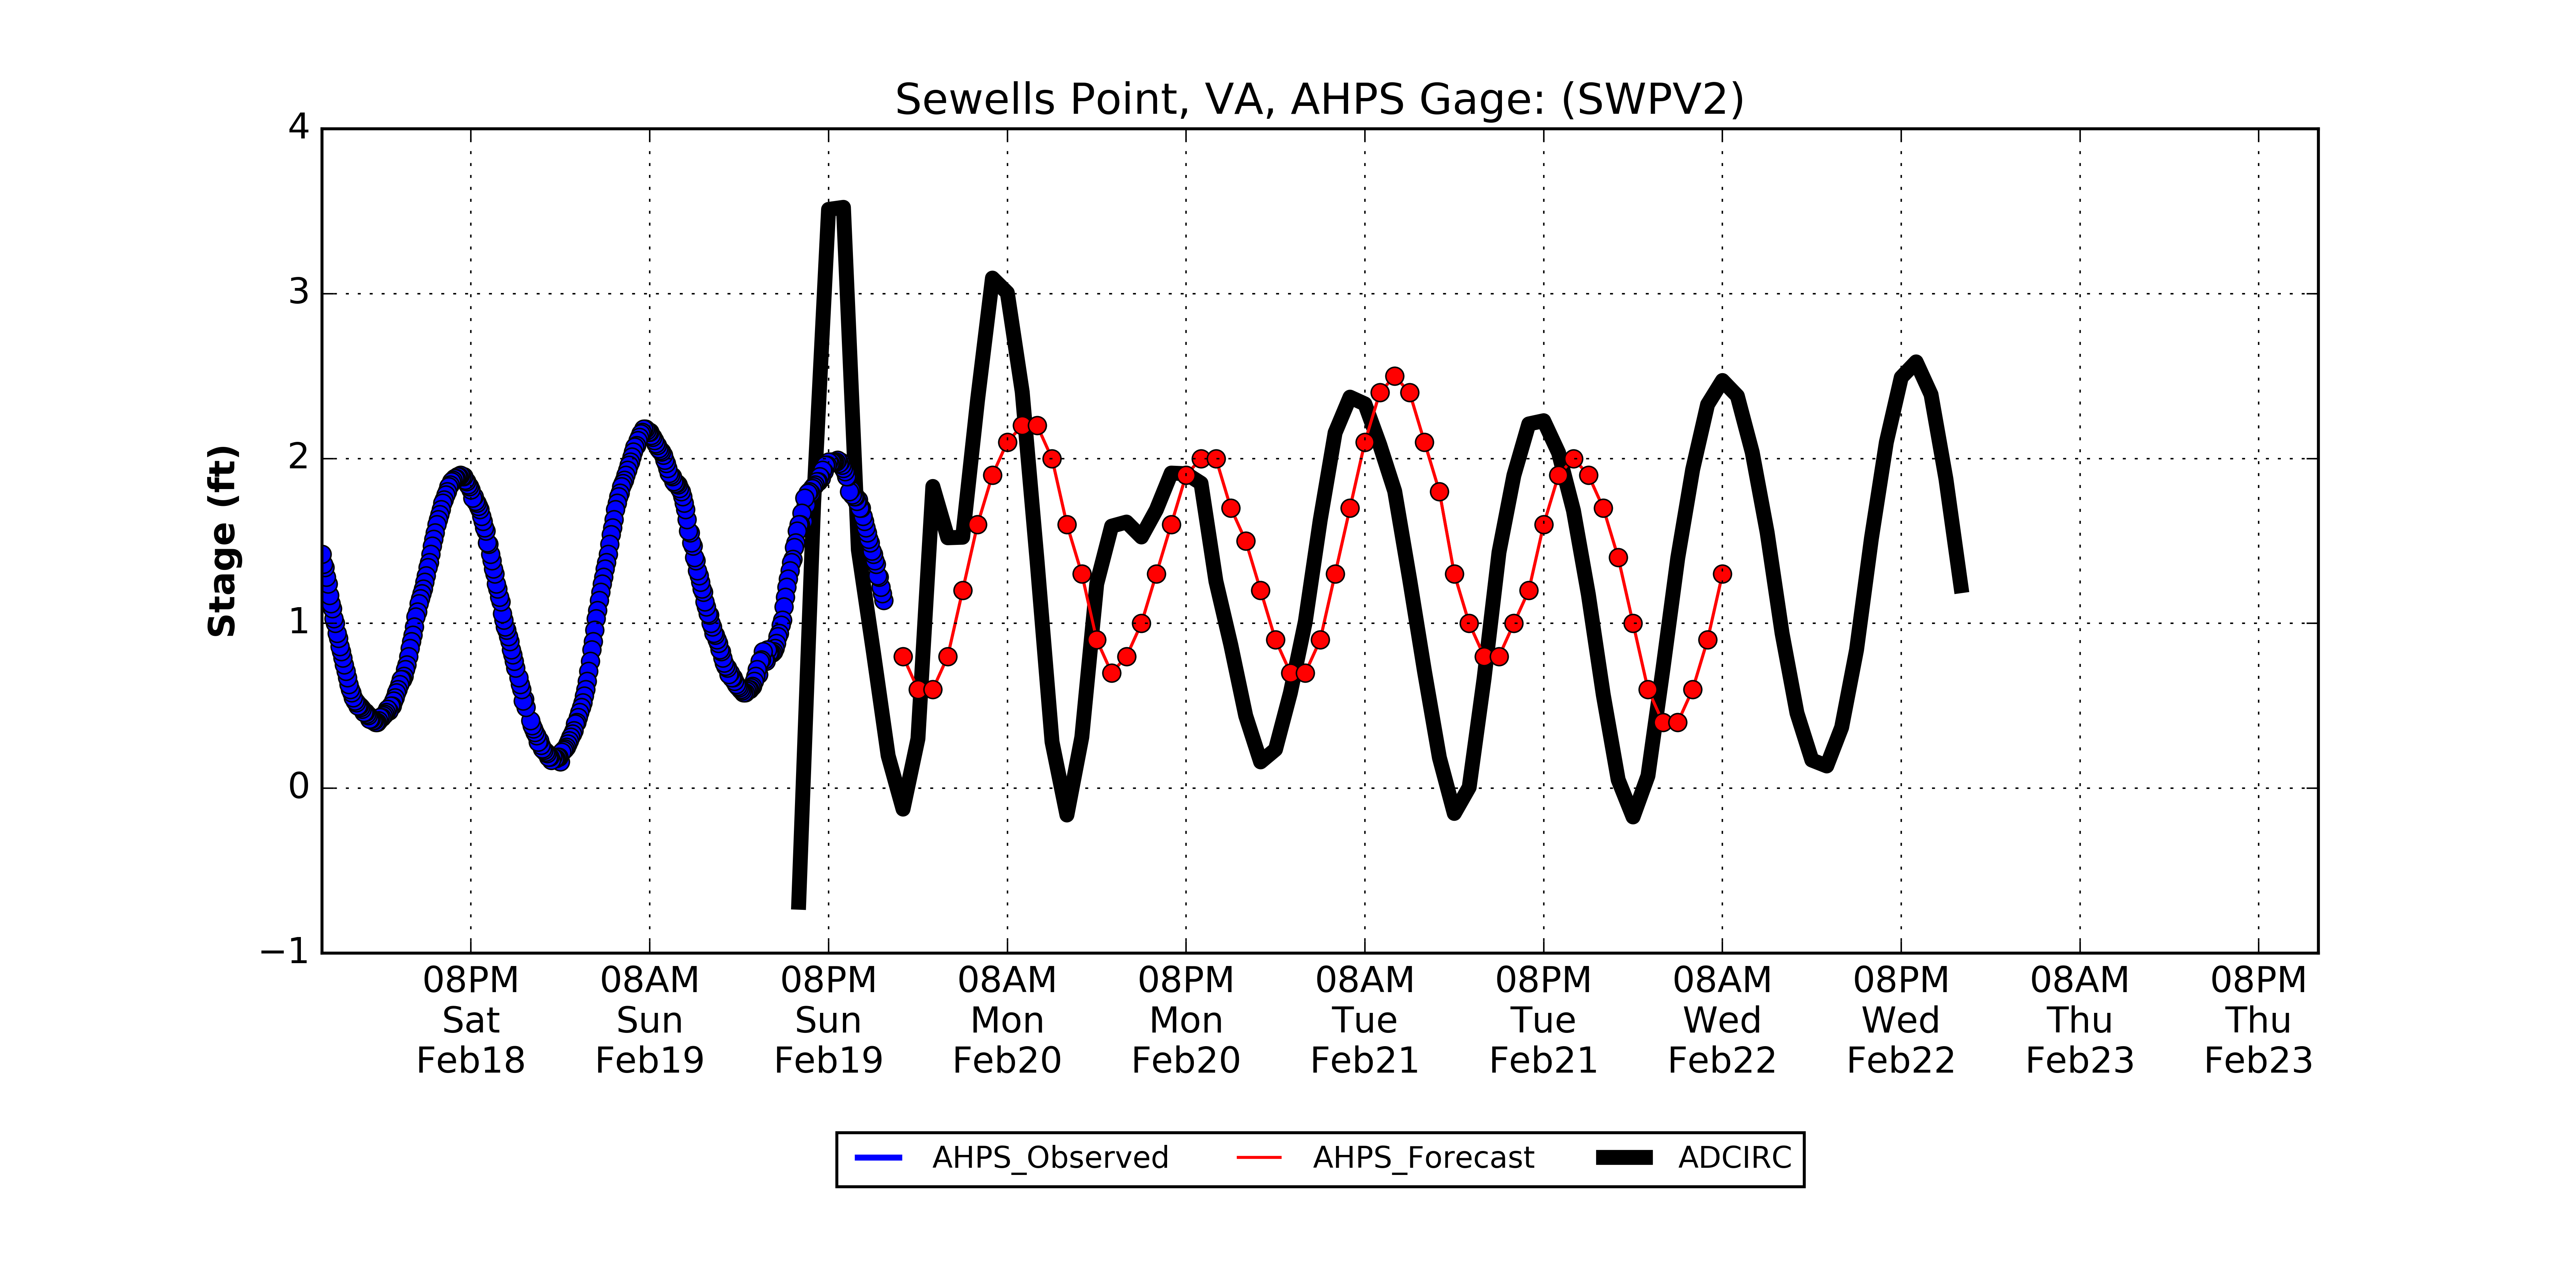 Sewells Point, VA, AHPS Gage: (SWPV2)
4
3
2
1
0
−1
Stage (ft)
08PM 08AM 08PM 08AM 08PM 08AM 08PM 08AM 08PM 08AM 08PM
Sat Sun Sun Mon Mon Tue Tue Wed Wed Thu Thu
Feb18 Feb19 Feb19 Feb20 Feb20 Feb21 Feb21 Feb22 Feb22 Feb23 Feb23
AHPS_Observed AHPS_Forecast ADCIRC